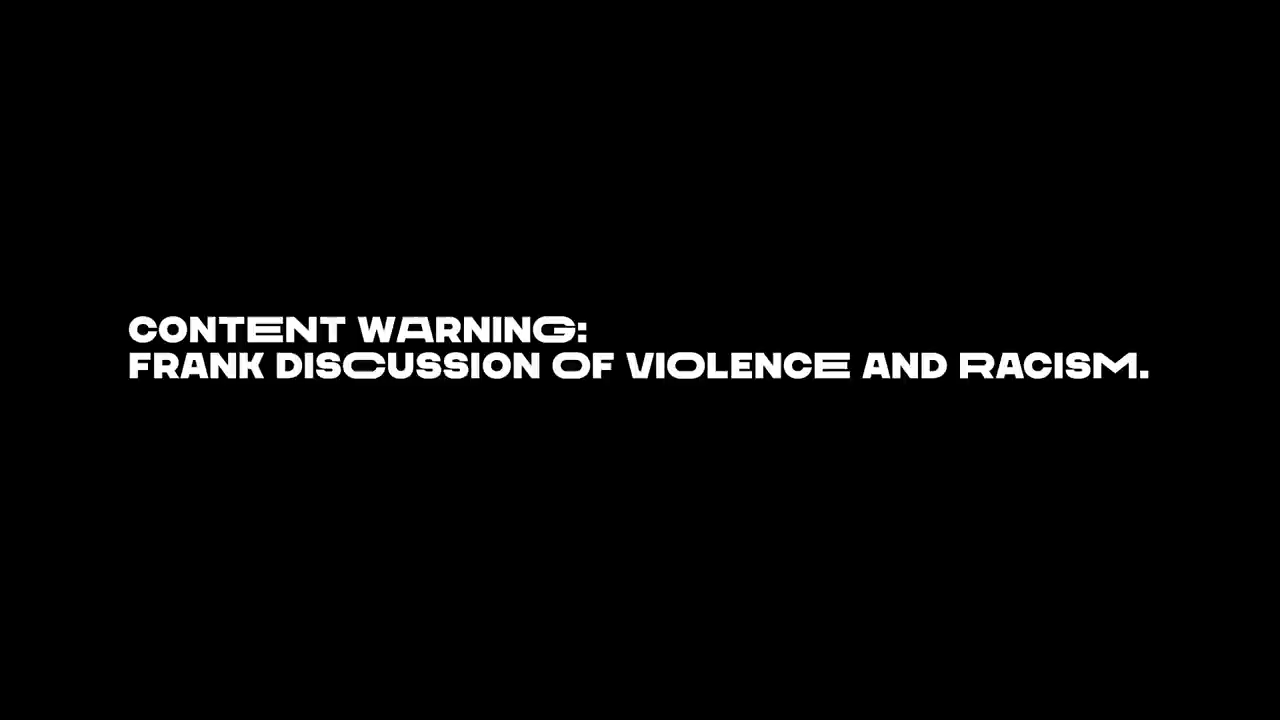 CONTENT WARNING:
FRANK DISCUSSION OF VIOLENCE AND RACISM.